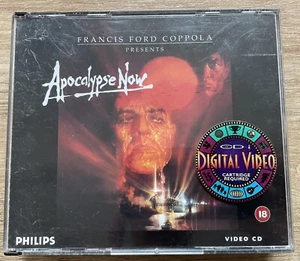 FRANCIS FORD COPPOLA
PRESENTS
Apocalypse Now
CD i
DIGITAL VIDEO
CARTRIDGE
REQUIRED
18
PHILIPS
VIDEO CD